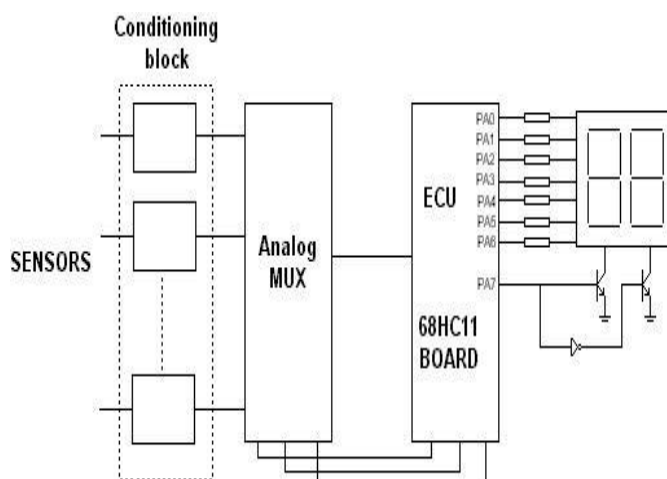 Conditioning
block
SENSORS
Analog
MUX
ECU
68HC11
BOARD
PA0
PA1
PA2
PA3
PA4
PA5
PA6
PA7